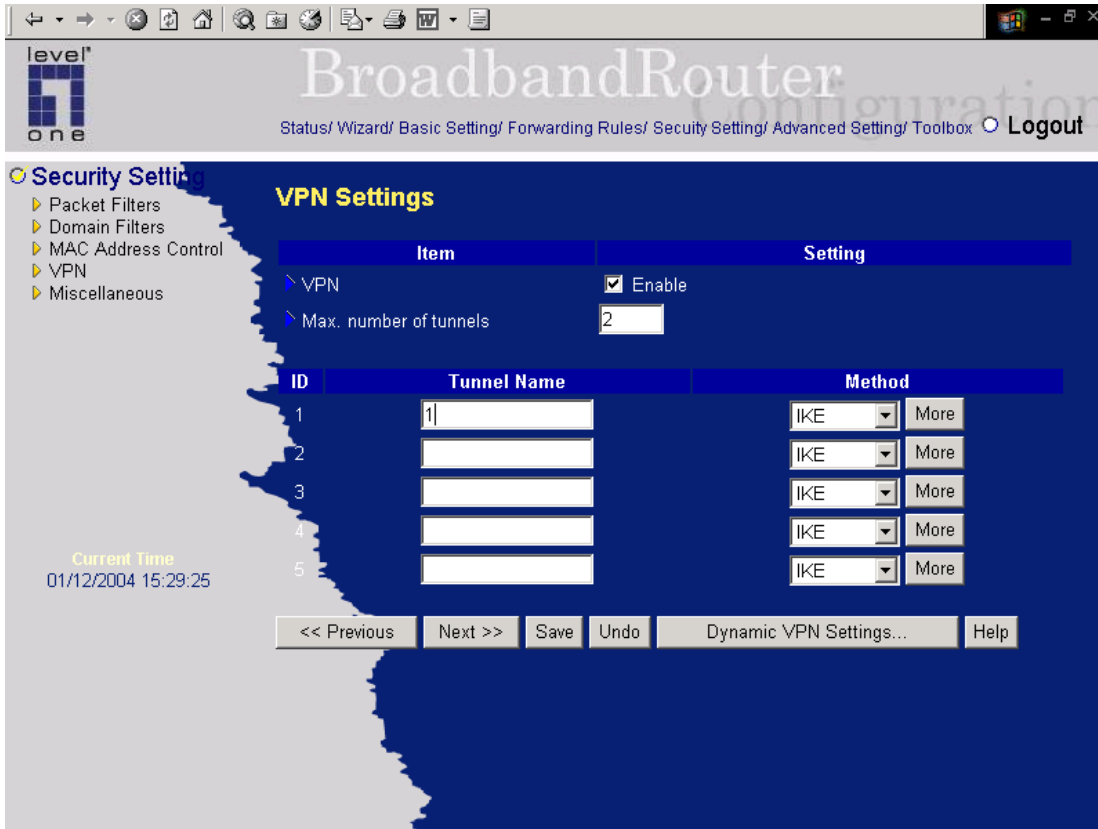 level
one
BroadbandRouter
Configuration
Status/ Wizard/ Basic Setting/ Forwarding Rules/ Secuity Setting/ Advanced Setting/ Toolbox Logout
Security Setting
Packet Filters
Domain Filters
MAC Address Control
VPN
Miscellaneous
Current Time
01/12/2004 15:29:25
VPN Settings
Item Setting
VPN Enable
Max. number of tunnels 2
ID Tunnel Name Method
1 1 IKE More
2 IKE More
3 IKE More
4 IKE More
5 IKE More
<< Previous Next >> Save Undo Dynamic VPN Settings... Help